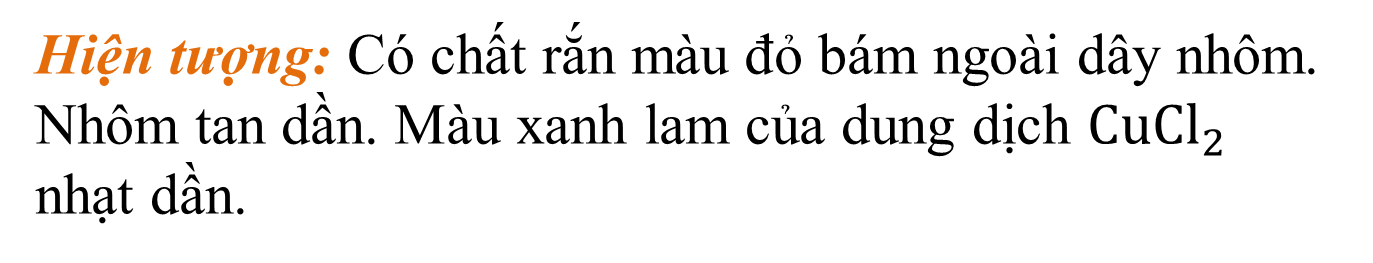 Hiện tượng: Có chất rắn màu đỏ bám ngoài dây nhôm.
Nhôm tan dần. Màu xanh lam của dung dịch CuCl₂
nhạt dần.